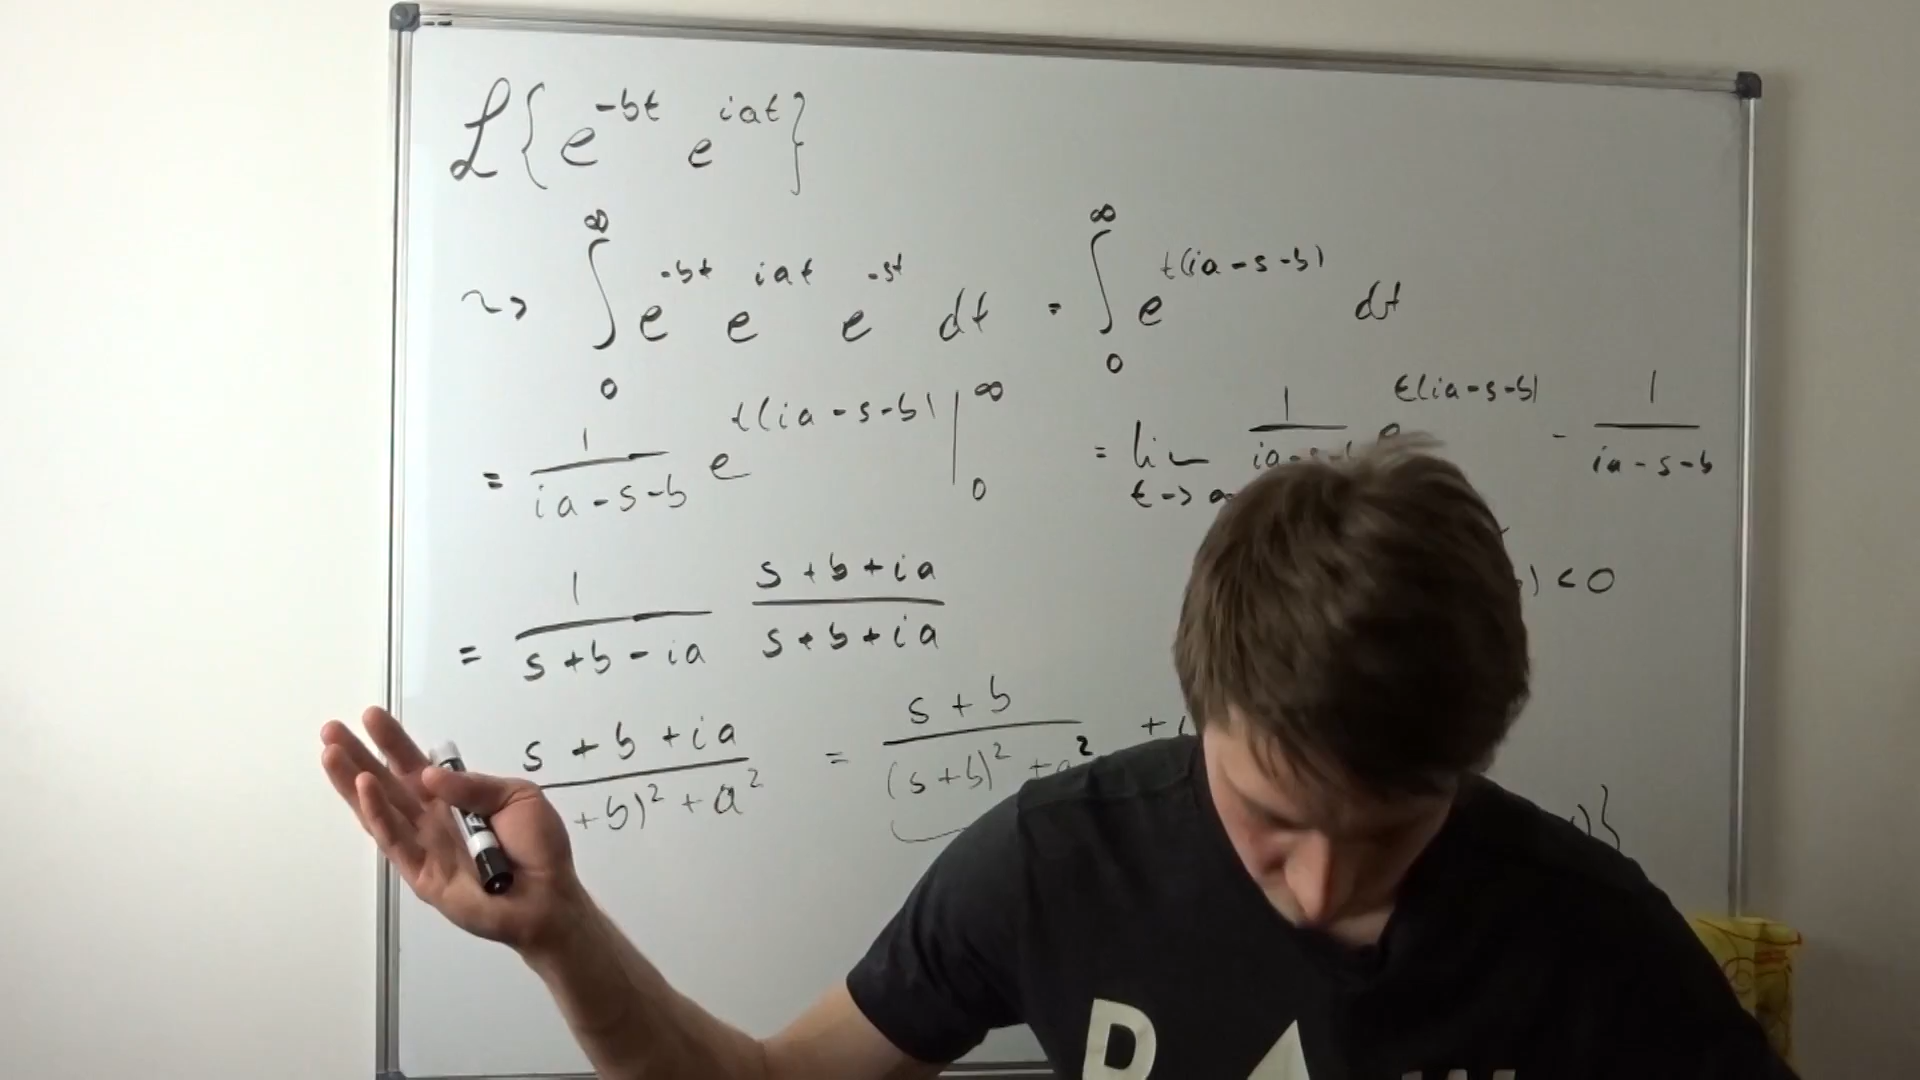 ℒ{e^{-bt} e^{iat}}
~> ∫_0^∞ e^{-bt} e^{iat} e^{-st} dt = ∫_0^∞ e^{t(ia-s-b)} dt
= 1/(ia-s-b) e^{t(ia-s-b)} |_0^∞ = lim t-> 1/(ia-s-b) e^{t(ia-s-b)} - 1/(ia-s-b)
) < 0
= 1/(s+b-ia) (s+b+ia)/(s+b+ia)
(s+b+ia)/(+b)^2+a^2 = (s+b)/((s+b)^2+a^2) +
)}